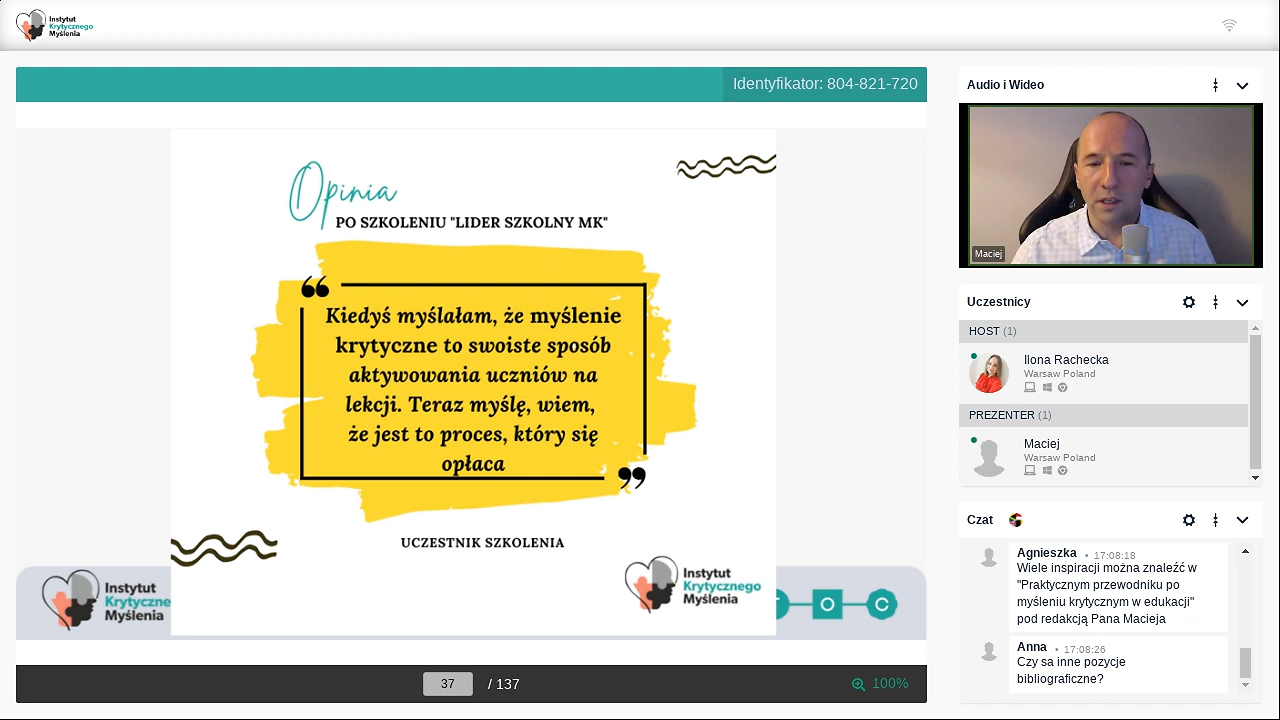 Instytut
Krytycznego
Myślenia
Identyfikator: 804-821-720
Opinia
PO SZKOLENIU "LIDER SZKOLNY MK"
“
Kiedyś myślałam, że myślenie
krytyczne to swoiste sposób
aktywowania uczniów na
lekcji. Teraz myślę, wiem,
że jest to proces, który się
opłaca
”
UCZESTNIK SZKOLENIA
Instytut
Krytyczne
Myślenia
Instytut
Krytycznego
Myślenia
O
C
37 / 137
100%
Audio i Wideo
Maciej
Uczestnicy
HOST (1)
Ilona Rachecka
Warsaw Poland
PREZENTER (1)
Maciej
Warsaw Poland
Czat
Agnieszka • 17:08:18
Wiele inspiracji można znaleźć w
"Praktycznym przewodniku po
myśleniu krytycznym w edukacji"
pod redakcją Pana Macieja
Anna • 17:08:26
Czy sa inne pozycje
bibliograficzne?